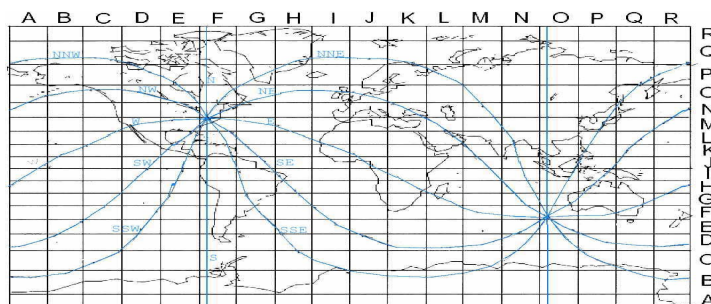 A B C D E F G H I J K L M N O P Q R
R
Q
NNW NNE
P
N
NW NE
O
N
W E
M
L
K
SW SE
J
I
H
G
F
SSW SSE
E
D
S
C
B
A